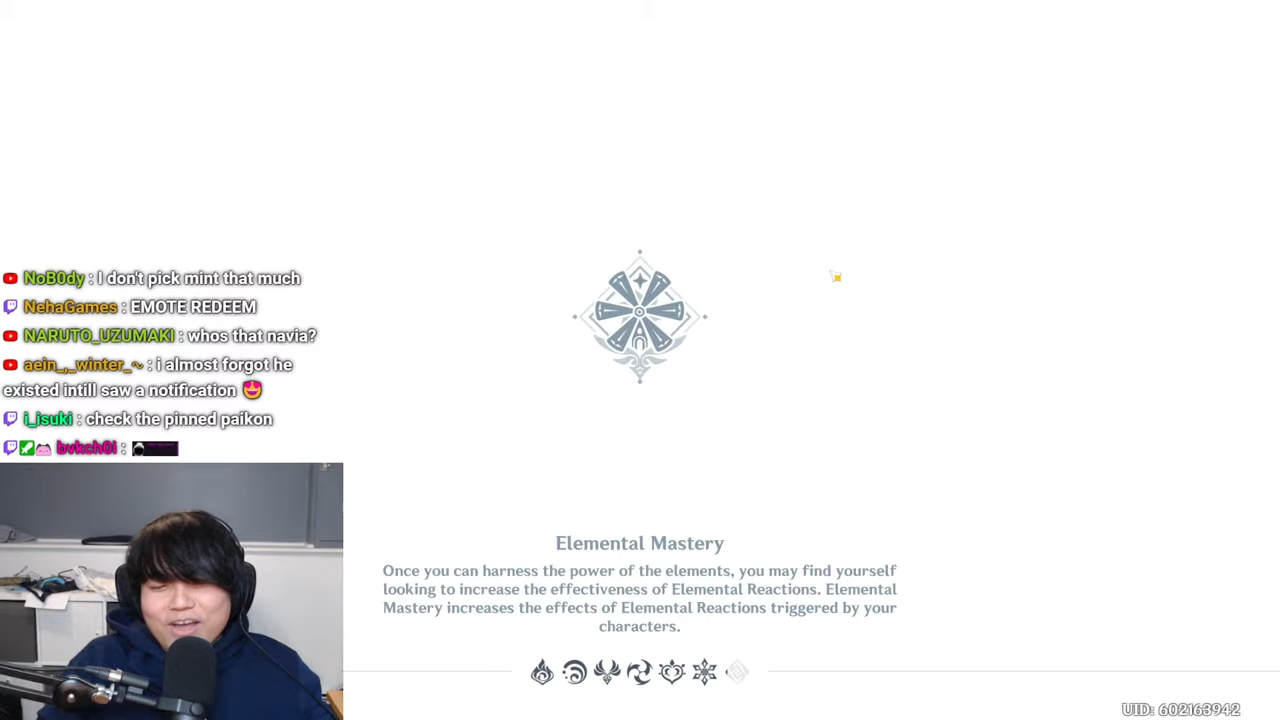 NoB0dy : I don't pick mint that much
NehaGames : EMOTE REDEEM
NARUTO_UZUMAKI : whos that navia?
aein_,_winter_~ : i almost forgot he
existed intill saw a notification 😍
i_isuki : check the pinned paikon
bvkch0i :
Elemental Mastery
Once you can harness the power of the elements, you may find yourself
looking to increase the effectiveness of Elemental Reactions. Elemental
Mastery increases the effects of Elemental Reactions triggered by your
characters.
UID: 602163942